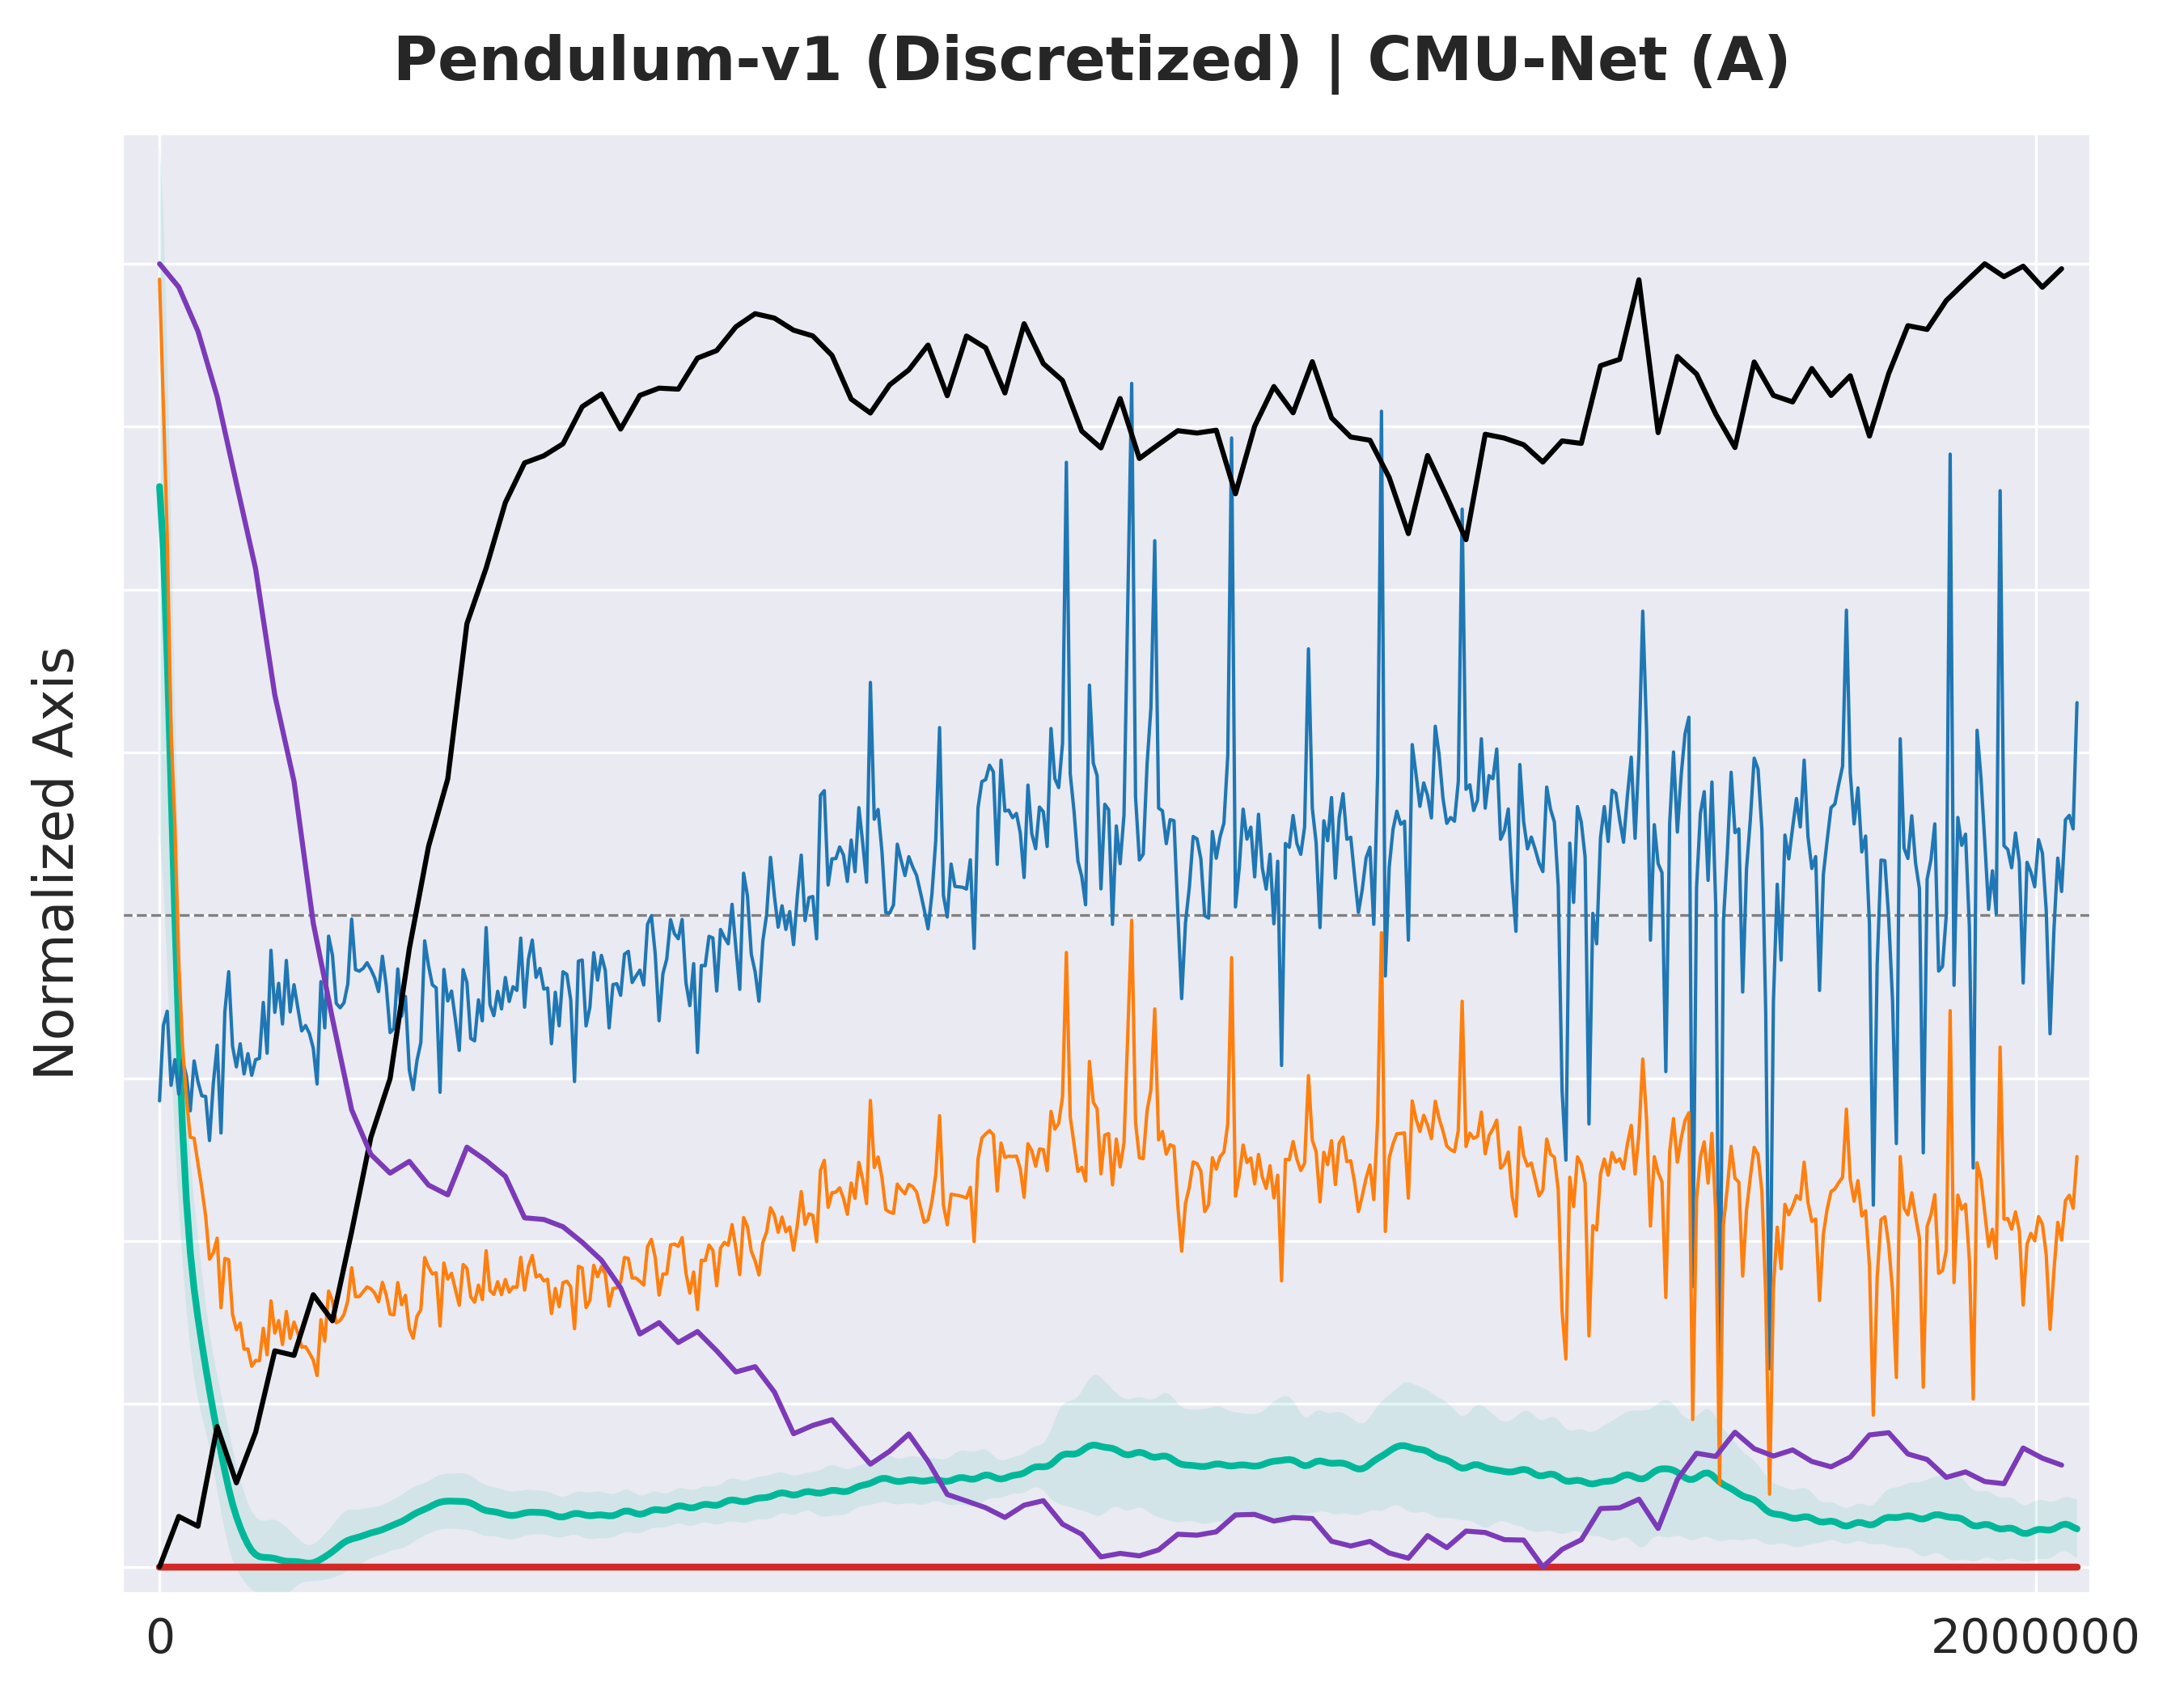 Pendulum-v1 (Discretized) | CMU-Net (A)
Normalized Axis
0
2000000